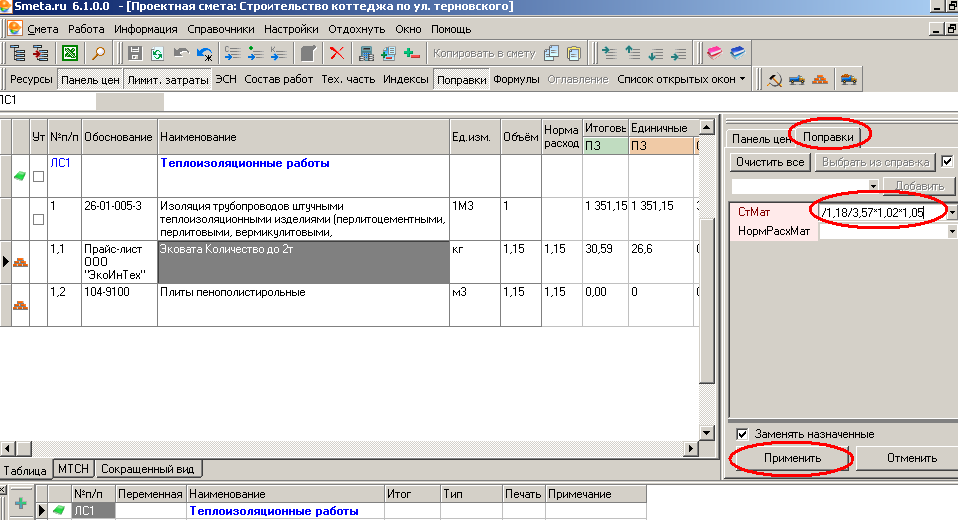 Smeta.ru 6.1.0.0 - [Проектная смета: Строительство коттеджа по ул. терновского]
Смета Работа Информация Справочники Настройки Отдохнуть Окно Помощь
Копировать в смету
Ресурсы Панель цен Лимит. затраты ЭСН Состав работ Тех. часть Индексы Поправки Формулы Оглавление Список открытых окон
ЛС1
Ут №п/п Обоснование Наименование Ед.изм. Объём Норма расход Итоговь Единичные
ПЗ ПЗ
ЛС1 Теплоизоляционные работы
1 26-01-005-3 Изоляция трубопроводов штучными 1М3 1 1 351,15 1 351,15
теплоизоляционными изделиями (перлитоцементными,
перлитовыми, вермикулитовыми,
1,1 Прайс-лист Эковата Количество до 2т кг 1,15 1,15 30,59 26,6
ООО
"ЭкоИнТех"
1,2 104-9100 Плиты пенополистирольные м3 1,15 1,15 0,00 0
Панель цен Поправки
Очистить все Выбрать из справ-ка
Добавить
СтМат /1,18/3,57*1,02*1,05
НормРасхМат
Заменять назначенные
Применить Отменить
Таблица МТСН Сокращенный вид
№п/п Переменная Наименование Итог Тип Печать Примечание
ЛС1 Теплоизоляционные работы